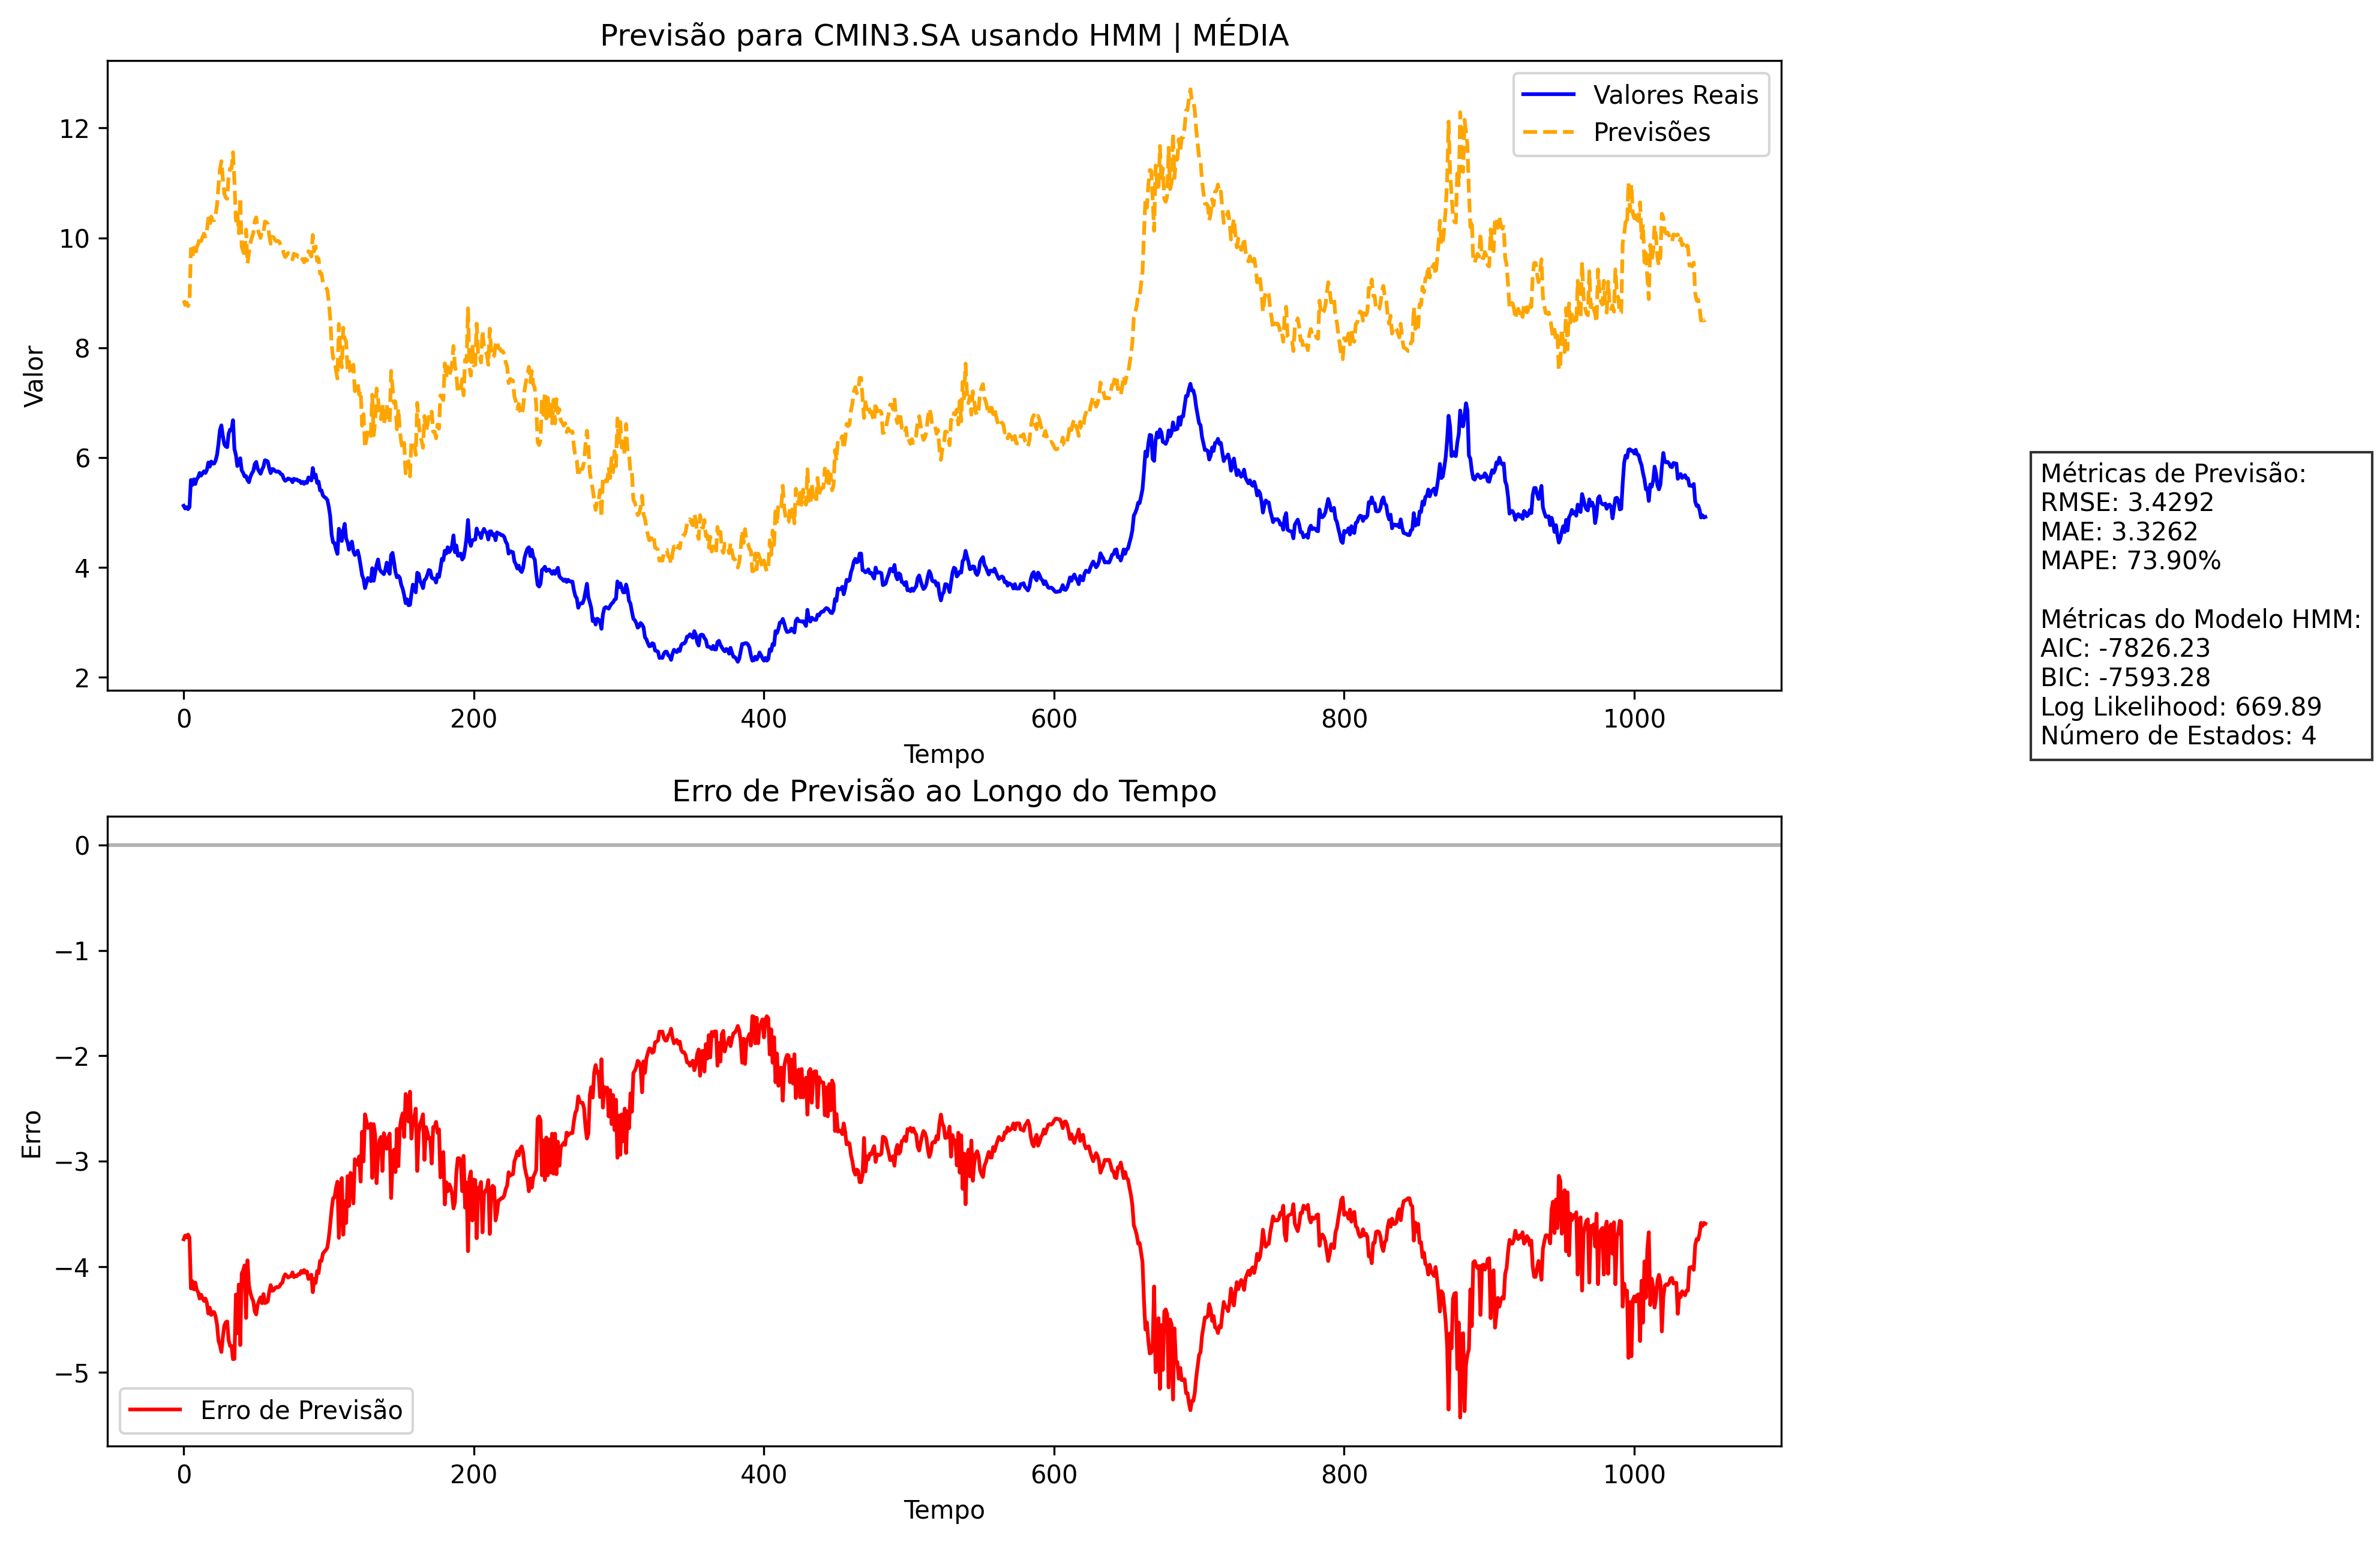 Previsão para CMIN3.SA usando HMM | MÉDIA
Valores Reais
Previsões
Valor
12
10
8
6
4
2
0
200
400
600
800
1000
Tempo
Métricas de Previsão:
RMSE: 3.4292
MAE: 3.3262
MAPE: 73.90%
Métricas do Modelo HMM:
AIC: -7826.23
BIC: -7593.28
Log Likelihood: 669.89
Número de Estados: 4
Erro de Previsão ao Longo do Tempo
Erro
0
−1
−2
−3
−4
−5
Erro de Previsão
0
200
400
600
800
1000
Tempo